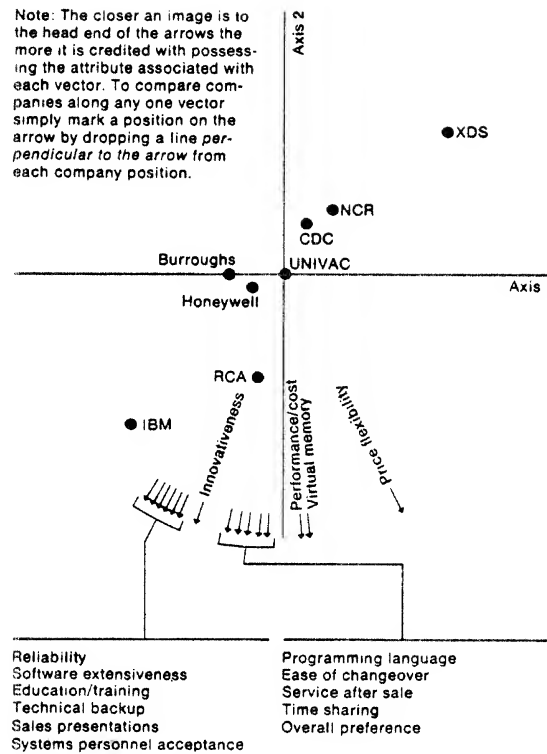 Note: The closer an image is to
the head end of the arrows the
more it is credited with possess-
ing the attribute associated with
each vector. To compare com-
panies along any one vector
simply mark a position on the
arrow by dropping a line per-
pendicular to the arrow from
each company position.
Axis 2
XDS
NCR
CDC
Burroughs
UNIVAC
Honeywell
Axis
RCA
IBM
Innovativeness
Performance/cost
Virtual memory
Price flexibility
Reliability
Software extensiveness
Education/training
Technical backup
Sales presentations
Systems personnel acceptance
Programming language
Ease of changeover
Service after sale
Time sharing
Overall preference